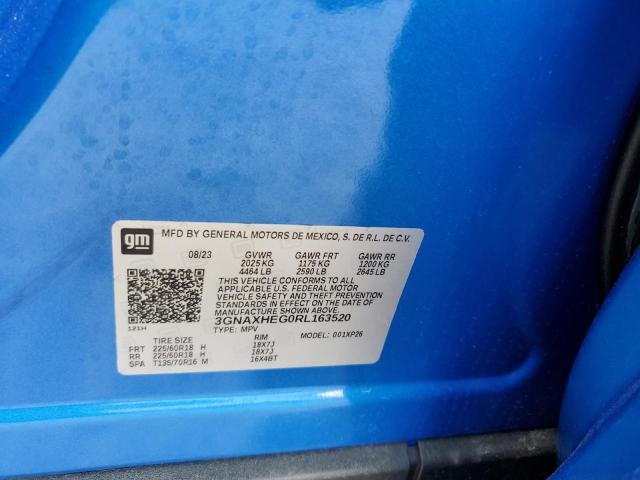 gm
MFD BY GENERAL MOTORS DE MEXICO, S. DE R.L. DE C.V.
08/23 GVWR GAWR FRT GAWR RR
2025 KG 1175 KG 1200 KG
4464 LB 2590 LB 2645 LB
THIS VEHICLE CONFORMS TO ALL
APPLICABLE U.S. FEDERAL MOTOR
VEHICLE SAFETY AND THEFT PREVENTION
STANDARDS IN EFFECT ON THE DATE OF
MANUFACTURE SHOWN ABOVE.
3GNAXHEG0RL163520
121H TYPE: MPV MODEL: 001XP26
TIRE SIZE RIM
FRT 225/60R18 H 18X7J
RR 225/60R18 H 18X7J
SPA T135/70R16 M 16X4BT